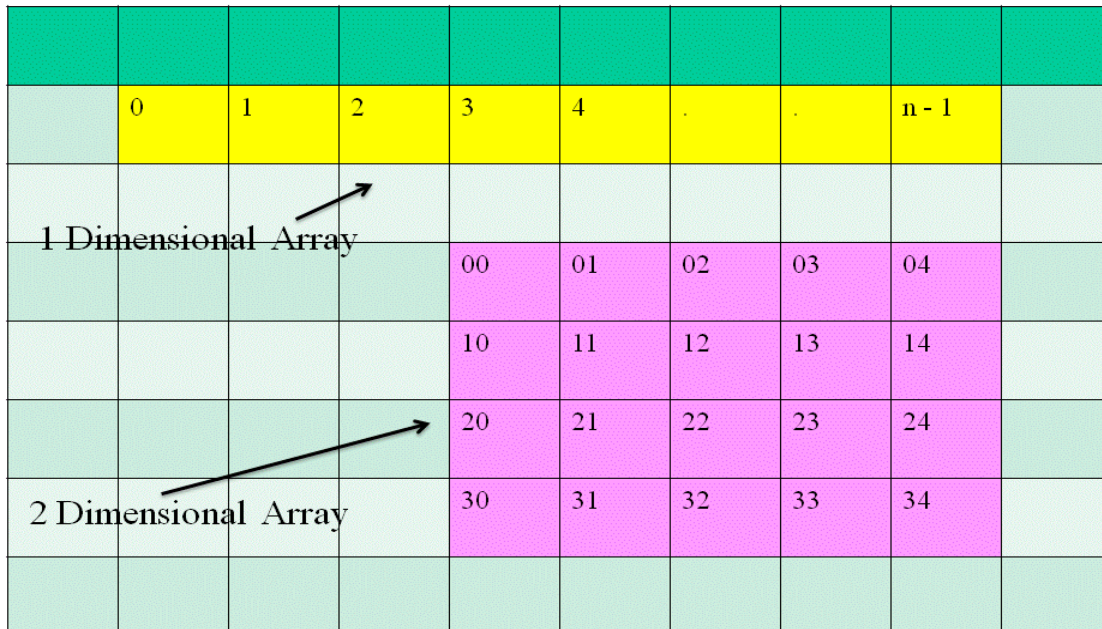 0 1 2 3 4 . . n - 1
1 Dimensional Array
00 01 02 03 04
10 11 12 13 14
20 21 22 23 24
30 31 32 33 34
2 Dimensional Array